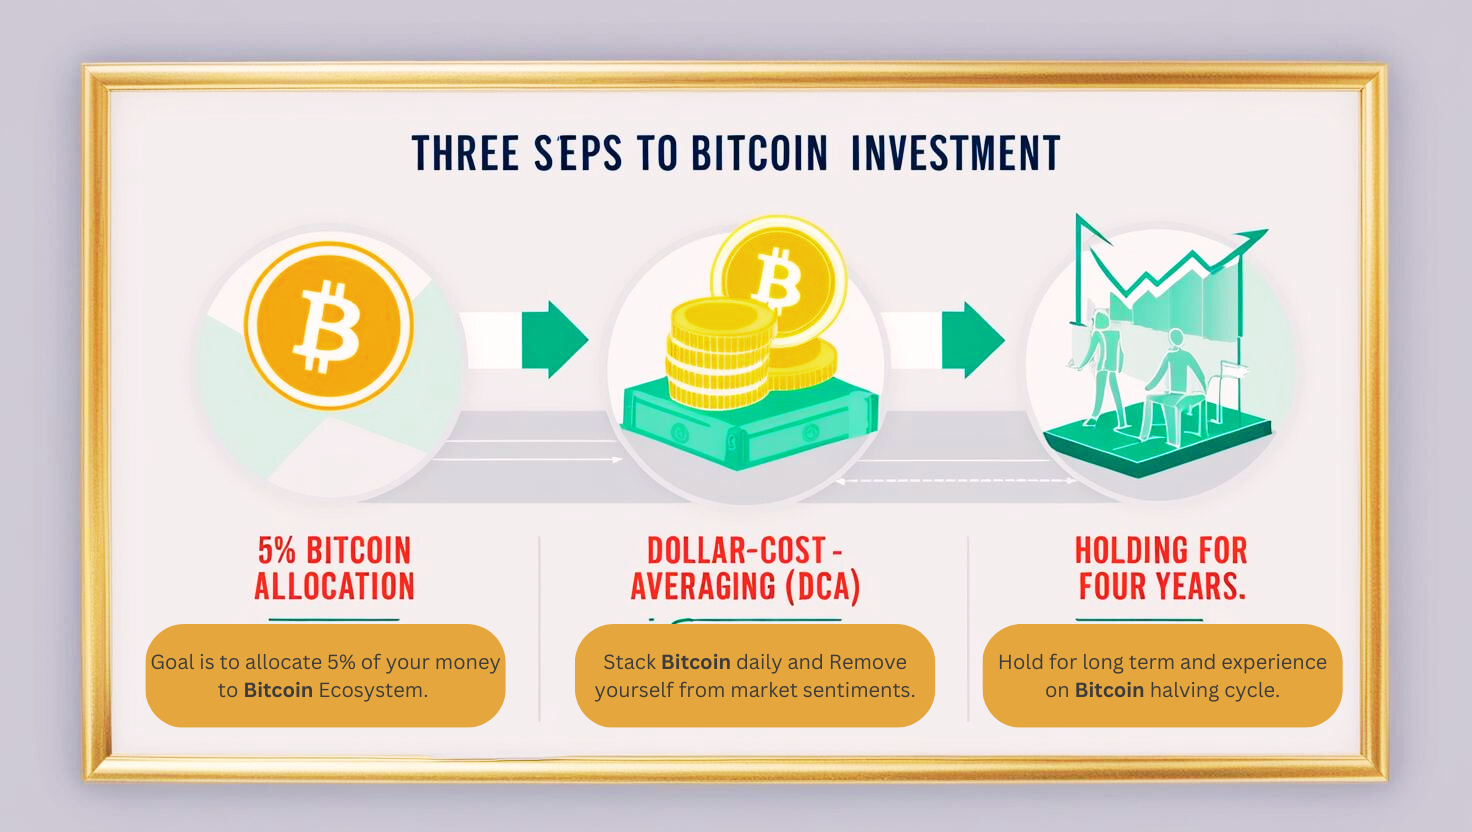 THREE SEPS TO BITCOIN INVESTMENT
5% BITCOIN
ALLOCATION
Goal is to allocate 5% of your money
to Bitcoin Ecosystem.
DOLLAR-COST -
AVERAGING (DCA)
Stack Bitcoin daily and Remove
yourself from market sentiments.
HOLDING FOR
FOUR YEARS.
Hold for long term and experience
on Bitcoin halving cycle.